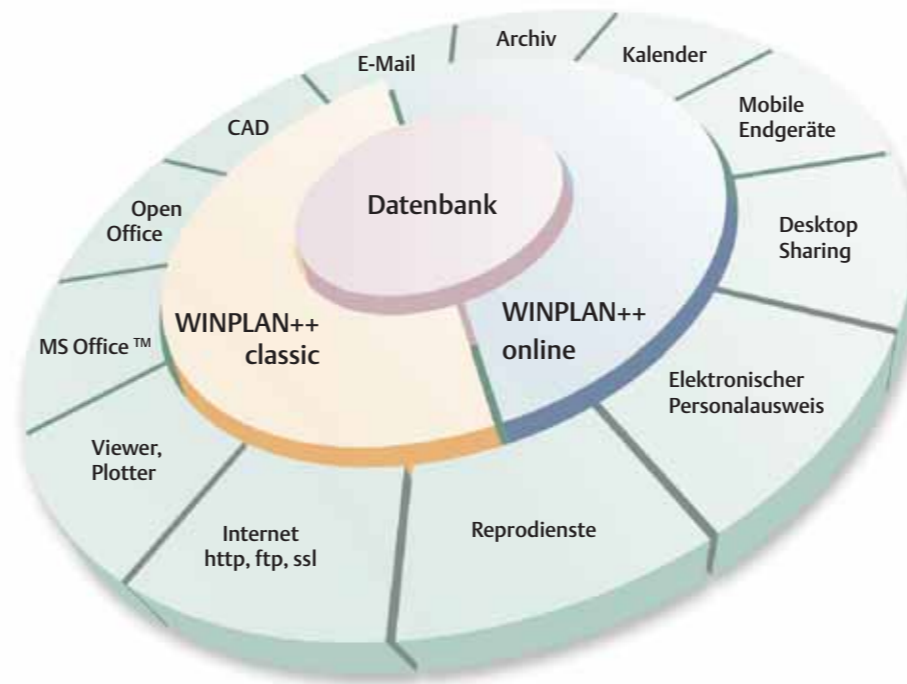 Datenbank
WINPLAN++
classic
WINPLAN++
online
E-Mail
Archiv
Kalender
Mobile
Endgeräte
Desktop
Sharing
Elektronischer
Personalausweis
Reprodienste
Internet
http, ftp, ssl
Viewer,
Plotter
MS Office ™
Open
Office
CAD